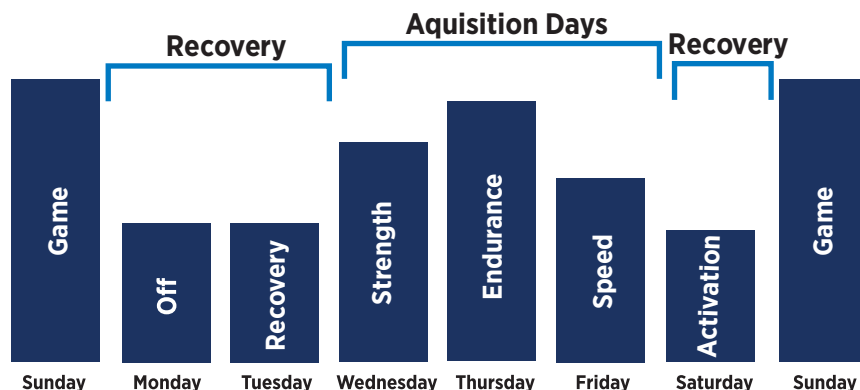 Aquisition Days
Recovery
Recovery
Game
Off
Recovery
Strength
Endurance
Speed
Activation
Game
Sunday Monday Tuesday Wednesday Thursday Friday Saturday Sunday